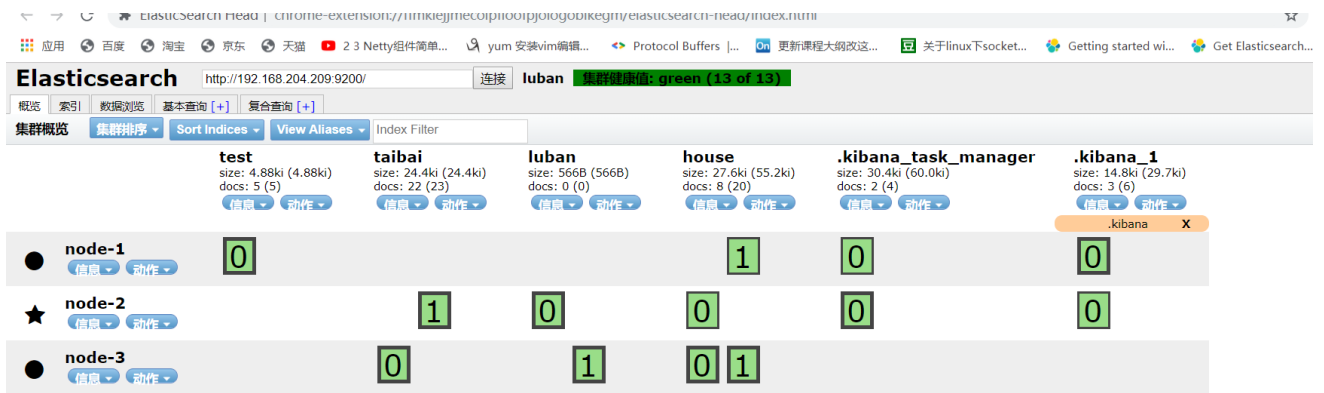 ElasticSearch Head | chrome-extension://ffmkiejjmecolpfloofpjologoblkegm/elasticsearch-head/index.html
应用 百度 淘宝 京东 天猫 2 3 Netty组件简单... yum 安装vim编辑... Protocol Buffers |... On 更新课程大纲改这... 豆 关于linux下socket... Getting started wi... Get Elasticsearch...
Elasticsearch http://192.168.204.209:9200/ 连接 luban 集群健康值: green (13 of 13)
概览 索引 数据浏览 基本查询 [+] 复合查询 [+]
集群概览 集群排序 Sort Indices View Aliases Index Filter
test taibai luban house .kibana_task_manager .kibana_1
size: 4.88ki (4.88ki) size: 24.4ki (24.4ki) size: 566B (566B) size: 27.6ki (55.2ki) size: 30.4ki (60.0ki) size: 14.8ki (29.7ki)
docs: 5 (5) docs: 22 (23) docs: 0 (0) docs: 8 (20) docs: 2 (4) docs: 3 (6)
信息 动作 信息 动作 信息 动作 信息 动作 信息 动作 信息 动作
.kibana X
node-1
信息 动作
0 1 0 0
node-2
信息 动作
1 0 0 0 0
node-3
信息 动作
0 1 0 1